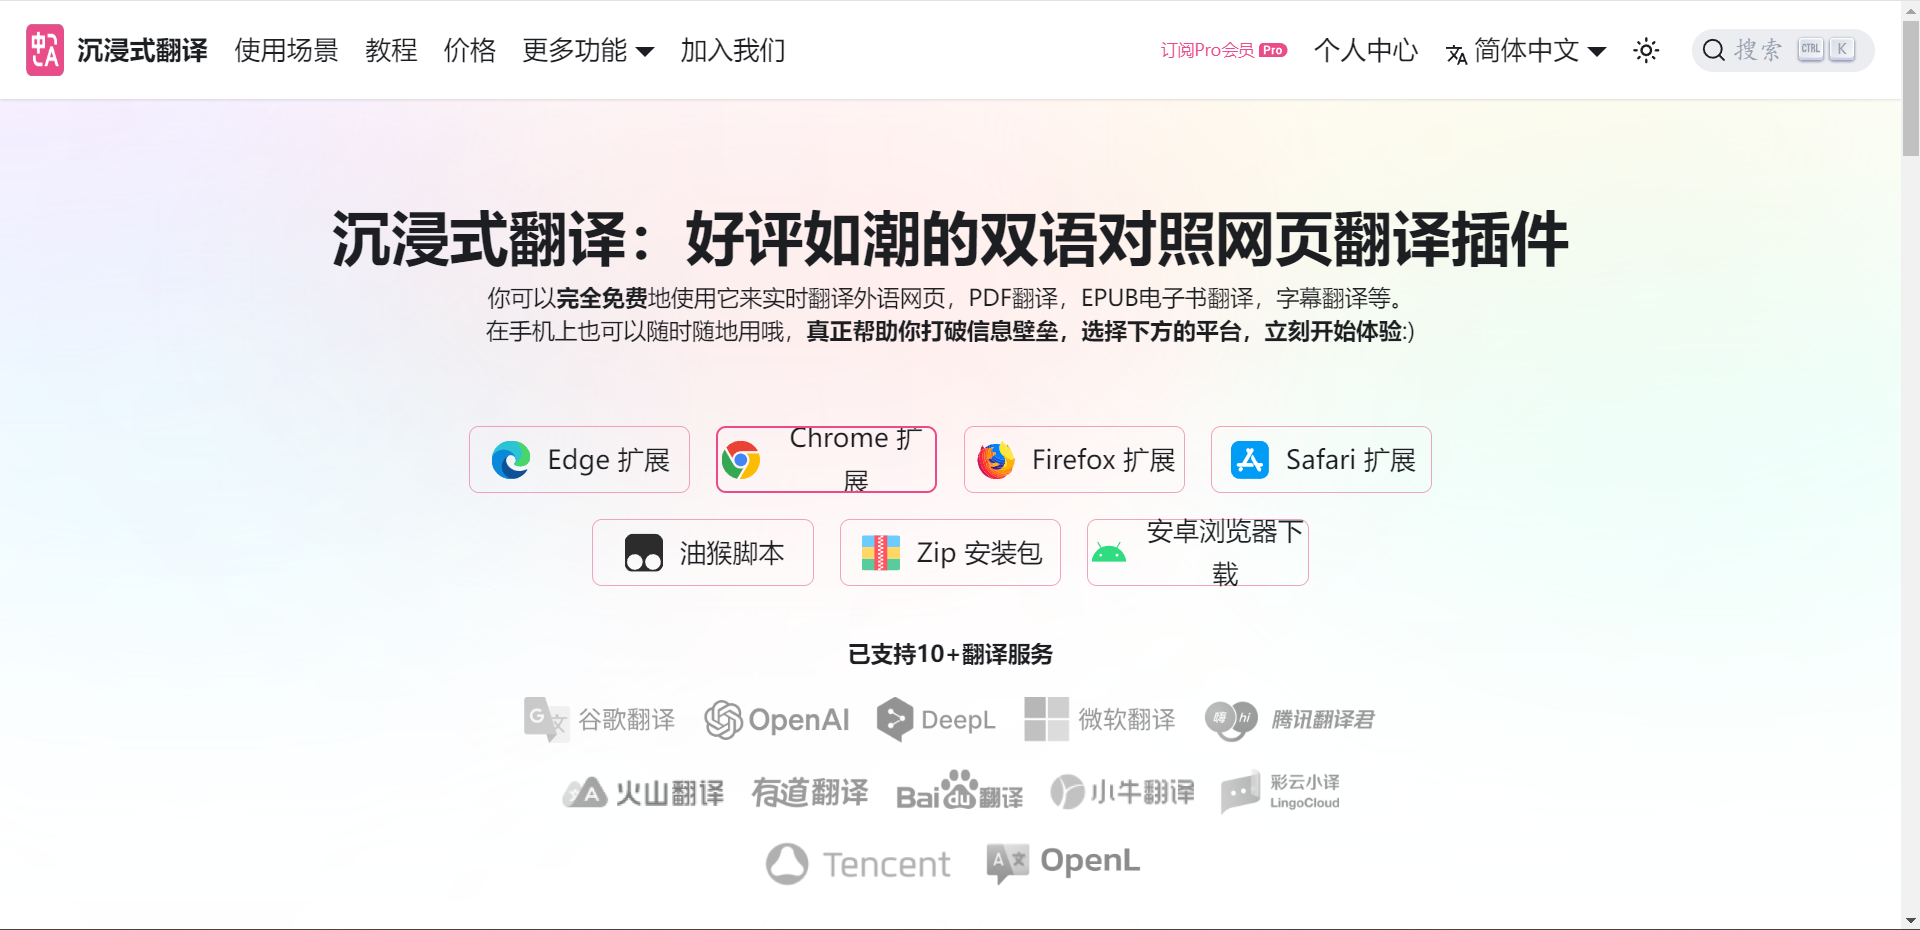 中A
沉浸式翻译
使用场景
教程
价格
更多功能
加入我们
订阅Pro会员 Pro
个人中心
简体中文
搜索 CTRL K
沉浸式翻译：好评如潮的双语对照网页翻译插件
你可以完全免费地使用它来实时翻译外语网页，PDF翻译，EPUB电子书翻译，字幕翻译等。
在手机上也可以随时随地用哦，真正帮助你打破信息壁垒，选择下方的平台，立刻开始体验:)
Edge 扩展
Chrome 扩
展
Firefox 扩展
Safari 扩展
油猴脚本
Zip 安装包
安卓浏览器下
载
已支持10+翻译服务
G 文 谷歌翻译
OpenAI
DeepL
微软翻译
嗨 hi 腾讯翻译君
A 火山翻译
有道翻译
Bai du 翻译
小牛翻译
彩云小译
LingoCloud
Tencent
A 文 OpenL